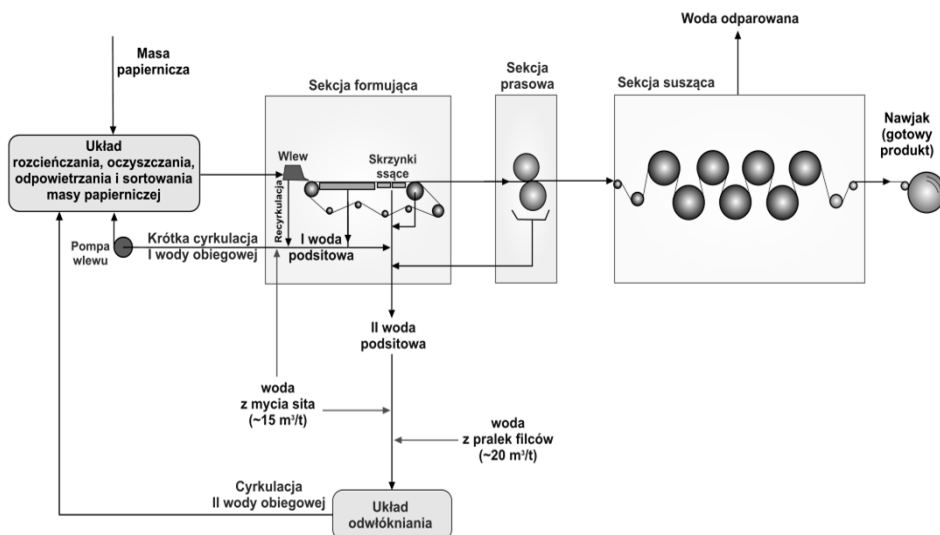 Woda odparowana
Masa
papiernicza
Sekcja formująca
Sekcja
prasowa
Sekcja susząca
Nawjak
(gotowy
produkt)
Układ
rozcieńczania, oczyszczania,
odpowietrzania i sortowania
masy papierniczej
Wlew
Skrzynki
ssące
Recyrkulacja
Pompa
wlewu
Krótka cyrkulacja
I wody obiegowej
I woda
podsitowa
II woda
podsitowa
woda
z mycia sita
(~15 m³/t)
woda
z pralek filców
(~20 m³/t)
Cyrkulacja
II wody obiegowej
Układ
odwłókniania